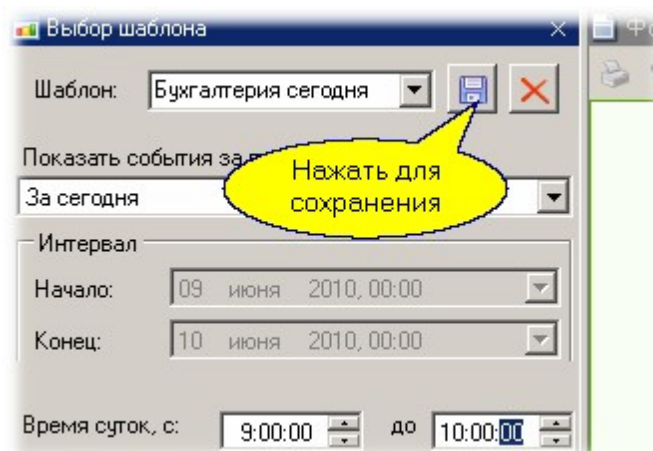 Выбор шаблона
Шаблон: Бухгалтерия сегодня
Показать события за
Нажать для
сохранения
За сегодня
Интервал
Начало: 09 июня 2010, 00:00
Конец: 10 июня 2010, 00:00
Время суток, с: 9:00:00 до 10:00:00